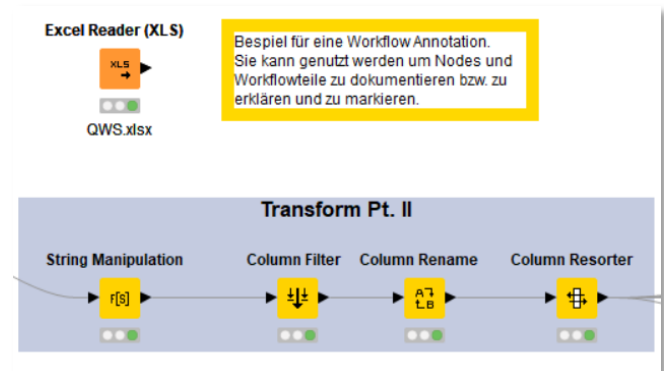 Excel Reader (XLS)
XLS
QWS.xlsx
Bespiel für eine Workflow Annotation.
Sie kann genutzt werden um Nodes und
Workflowteile zu dokumentieren bzw. zu
erklären und zu markieren.
Transform Pt. II
String Manipulation
Column Filter
Column Rename
Column Resorter
F[S]
A
B